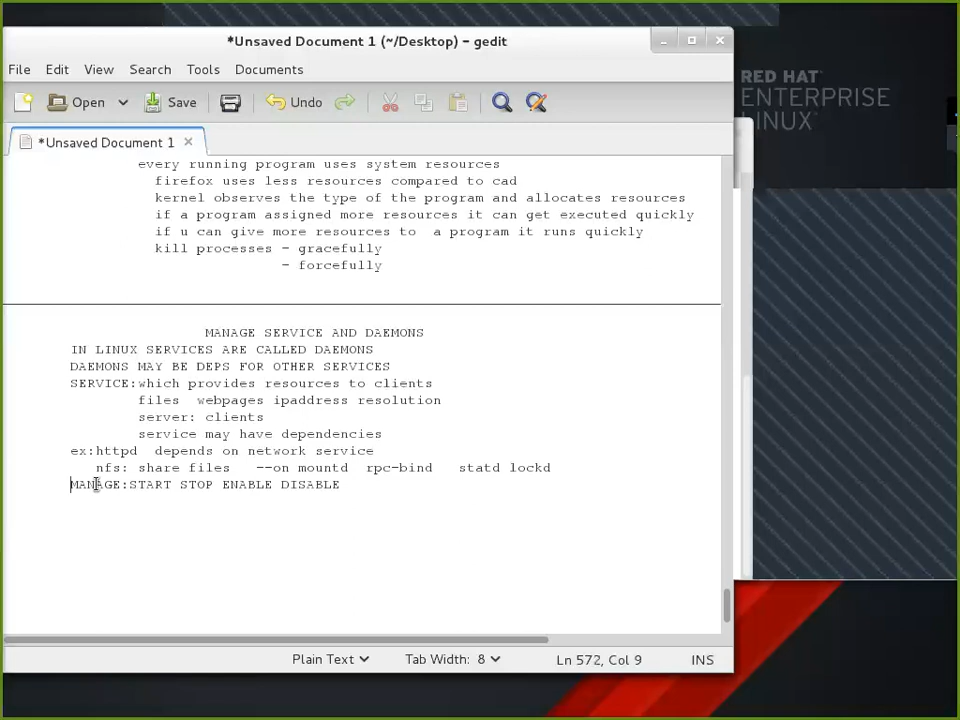 *Unsaved Document 1 (~/Desktop) - gedit
File Edit View Search Tools Documents
Open Save Undo
*Unsaved Document 1
every running program uses system resources
firefox uses less resources compared to cad
kernel observes the type of the program and allocates resources
if a program assigned more resources it can get executed quickly
if u can give more resources to a program it runs quickly
kill processes - gracefully
- forcefully
MANAGE SERVICE AND DAEMONS
IN LINUX SERVICES ARE CALLED DAEMONS
DAEMONS MAY BE DEPS FOR OTHER SERVICES
SERVICE:which provides resources to clients
files webpages ipaddress resolution
server: clients
service may have dependencies
ex:httpd depends on network service
nfs: share files --on mountd rpc-bind statd lockd
MANAGE:START STOP ENABLE DISABLE
Plain Text Tab Width: 8 Ln 572, Col 9 INS
RED HAT
ENTERPRISE
LINUX